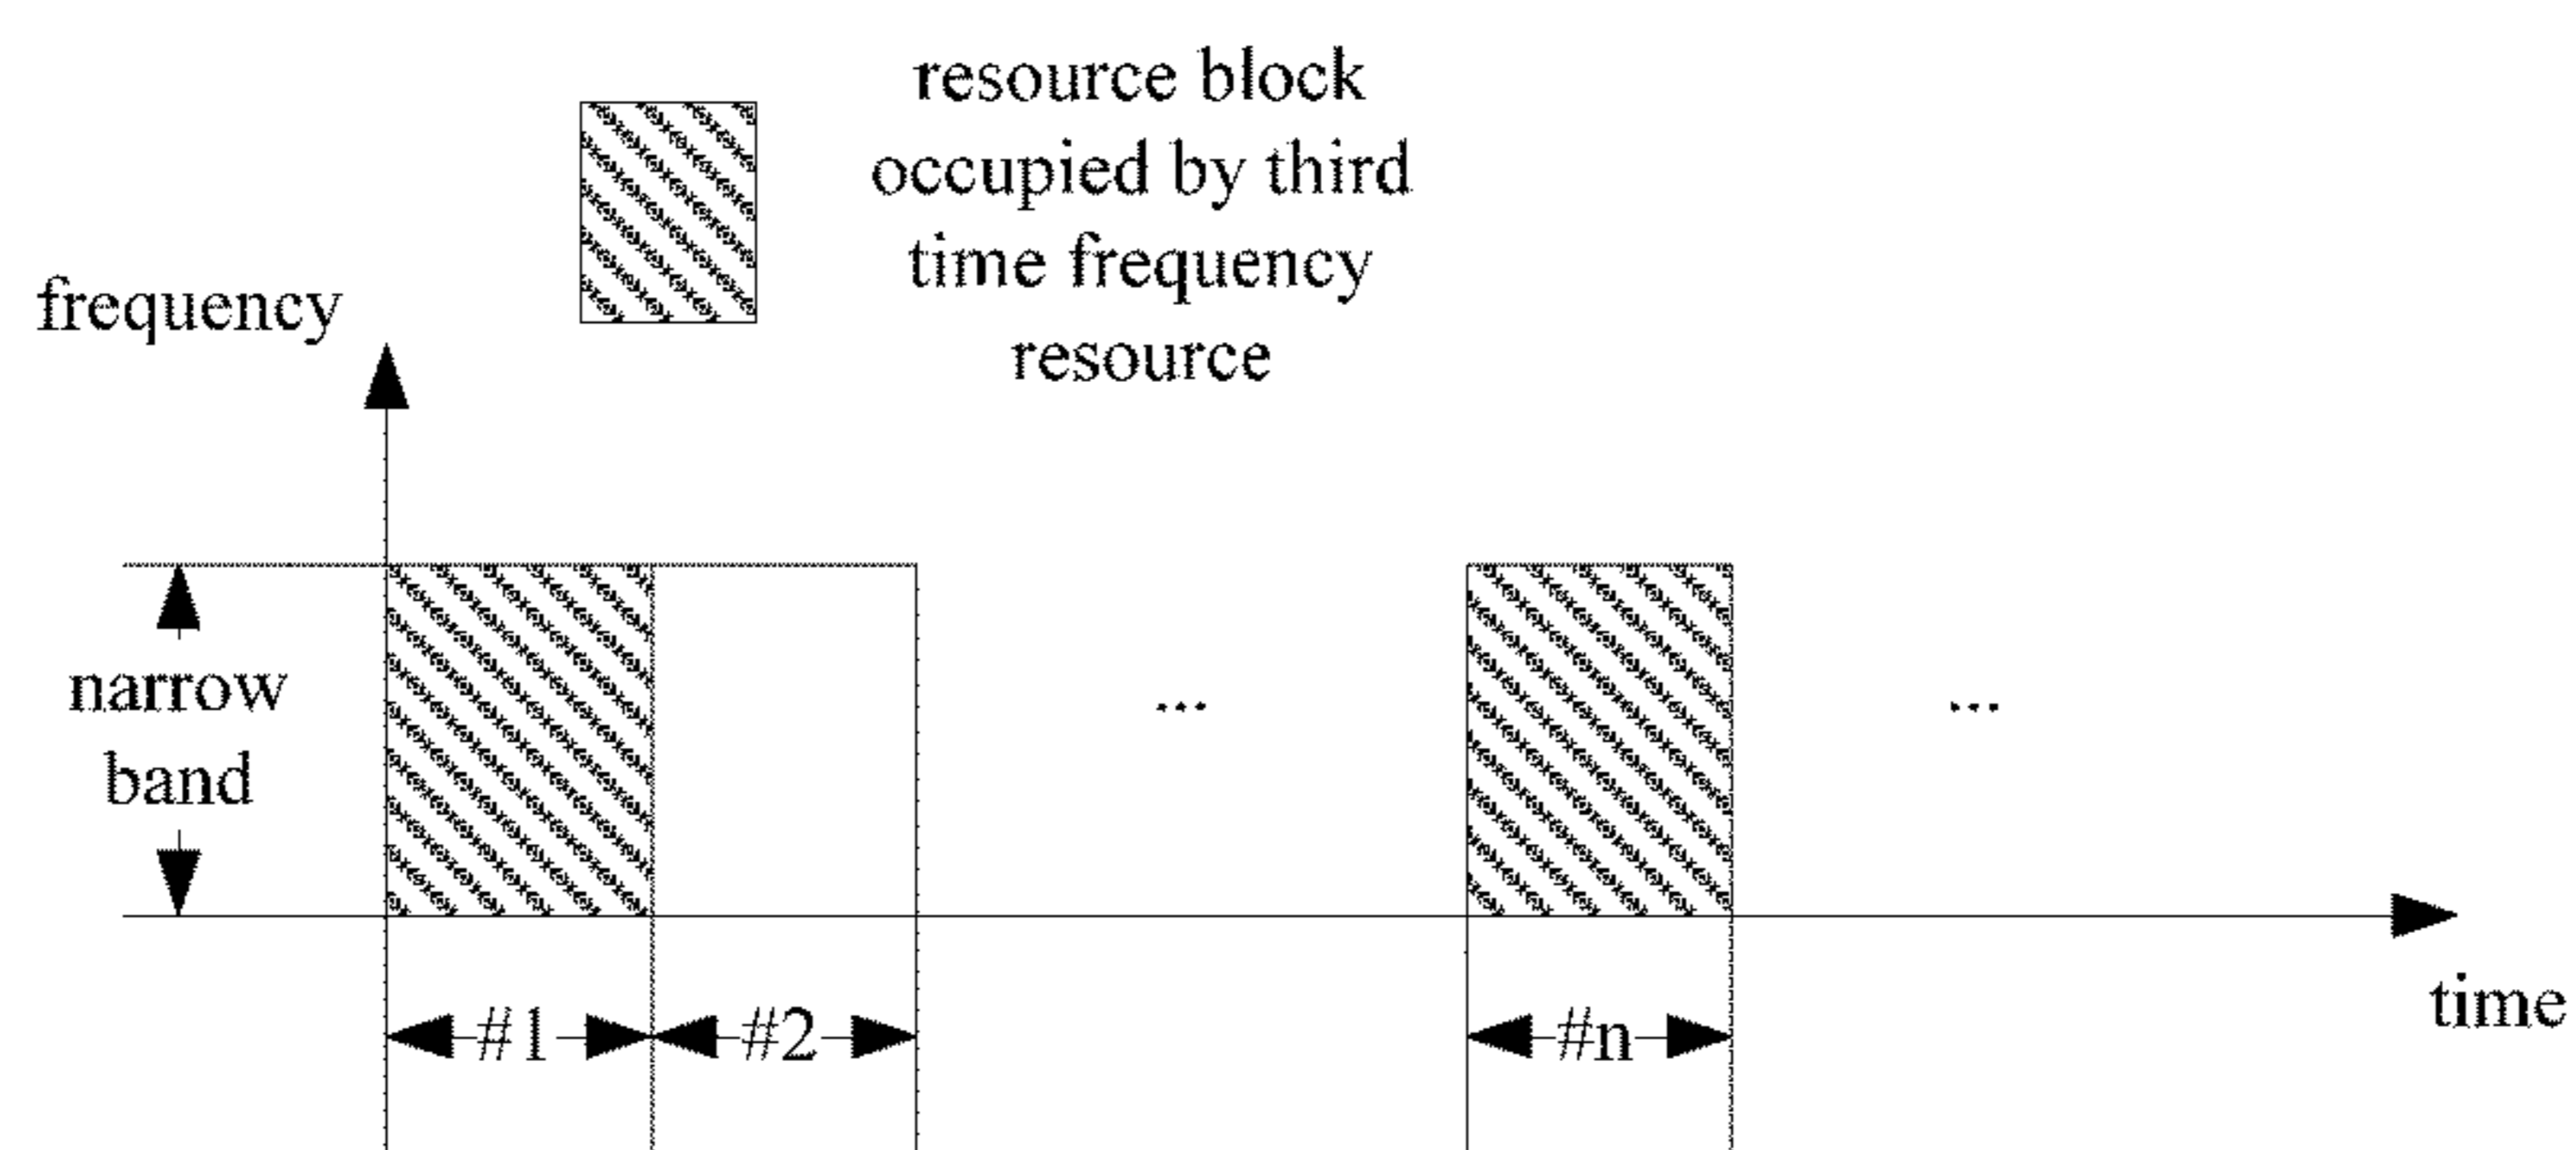 resource block
occupied by third
time frequency
resource
frequency
narrow
band
...
...
time
#1
#2
#n